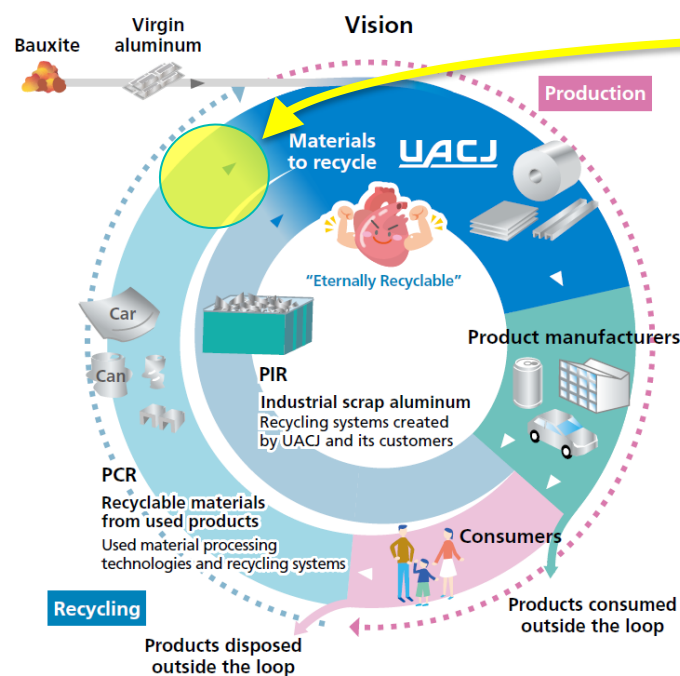 Vision
Bauxite
Virgin
aluminum
Production
Materials
to recycle
UACJ
“Eternally Recyclable”
Car
Can
Product manufacturers
PIR
Industrial scrap aluminum
Recycling systems created
by UACJ and its customers
PCR
Recyclable materials
from used products
Used material processing
technologies and recycling systems
Consumers
Recycling
Products consumed
outside the loop
Products disposed
outside the loop